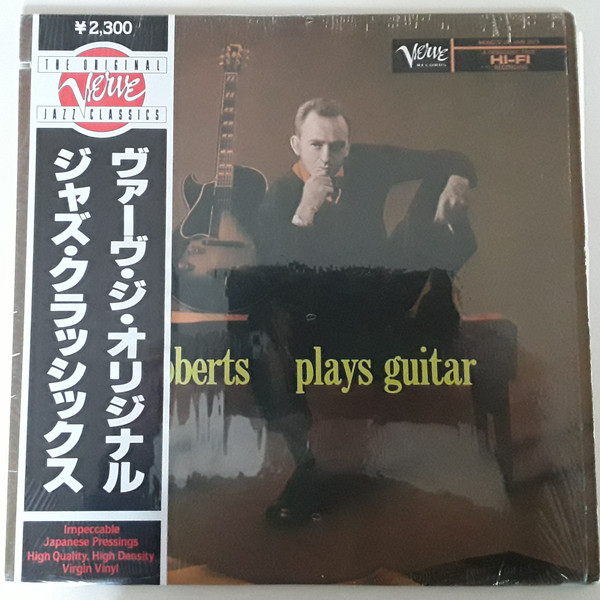 ¥2,300
THE ORIGINAL
Verve
JAZZ CLASSICS
ヴァーヴ・ジ・オリジナル
ジャズ・クラッシックス
Impeccable
Japanese Pressings
High Quality, High Density
Virgin Vinyl
Verve
RECORDS
HI-FI
oberts plays guitar